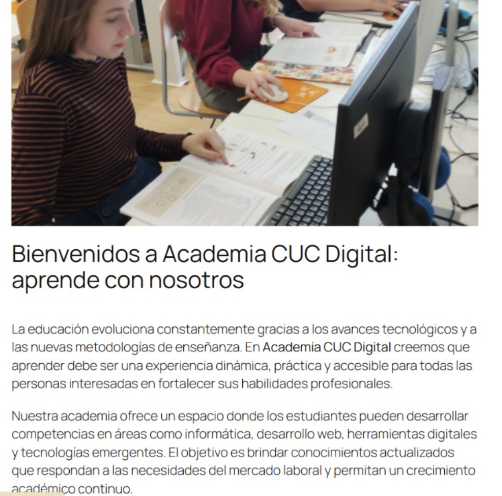 Bienvenidos a Academia CUC Digital:
aprende con nosotros
La educación evoluciona constantemente gracias a los avances tecnológicos y a
las nuevas metodologías de enseñanza. En Academia CUC Digital creemos que
aprender debe ser una experiencia dinámica, práctica y accesible para todas las
personas interesadas en fortalecer sus habilidades profesionales.
Nuestra academia ofrece un espacio donde los estudiantes pueden desarrollar
competencias en áreas como informática, desarrollo web, herramientas digitales
y tecnologías emergentes. El objetivo es brindar conocimientos actualizados
que respondan a las necesidades del mercado laboral y permitan un crecimiento
académico continuo.